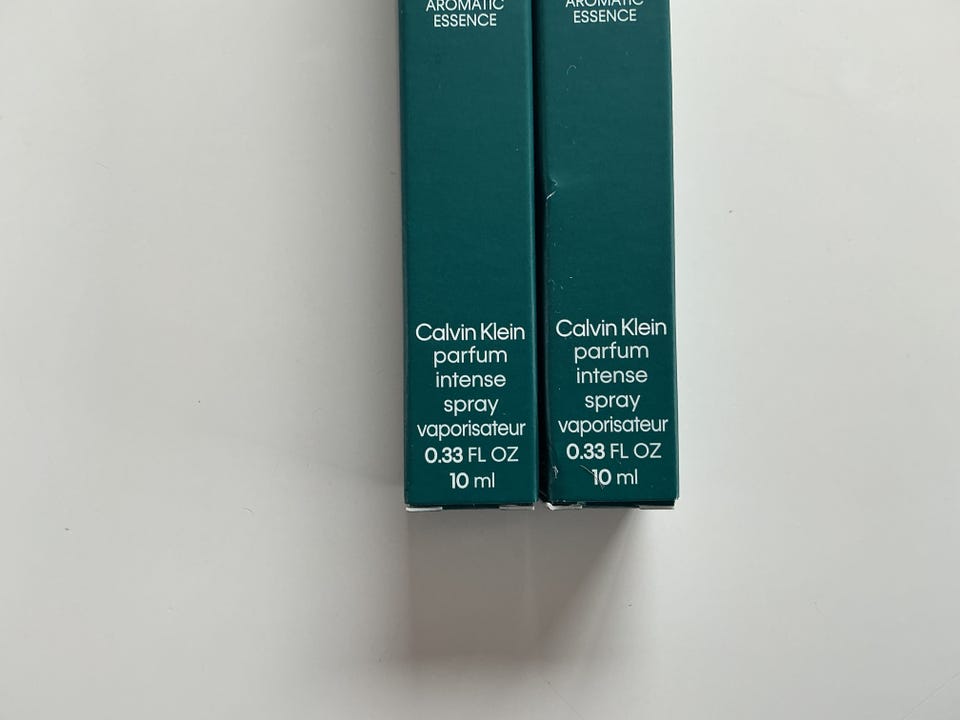 AROMATIC
ESSENCE
Calvin Klein
parfum
intense
spray
vaporisateur
0.33 FL OZ
10 ml
AROMATIC
ESSENCE
Calvin Klein
parfum
intense
spray
vaporisateur
0.33 FL OZ
10 ml